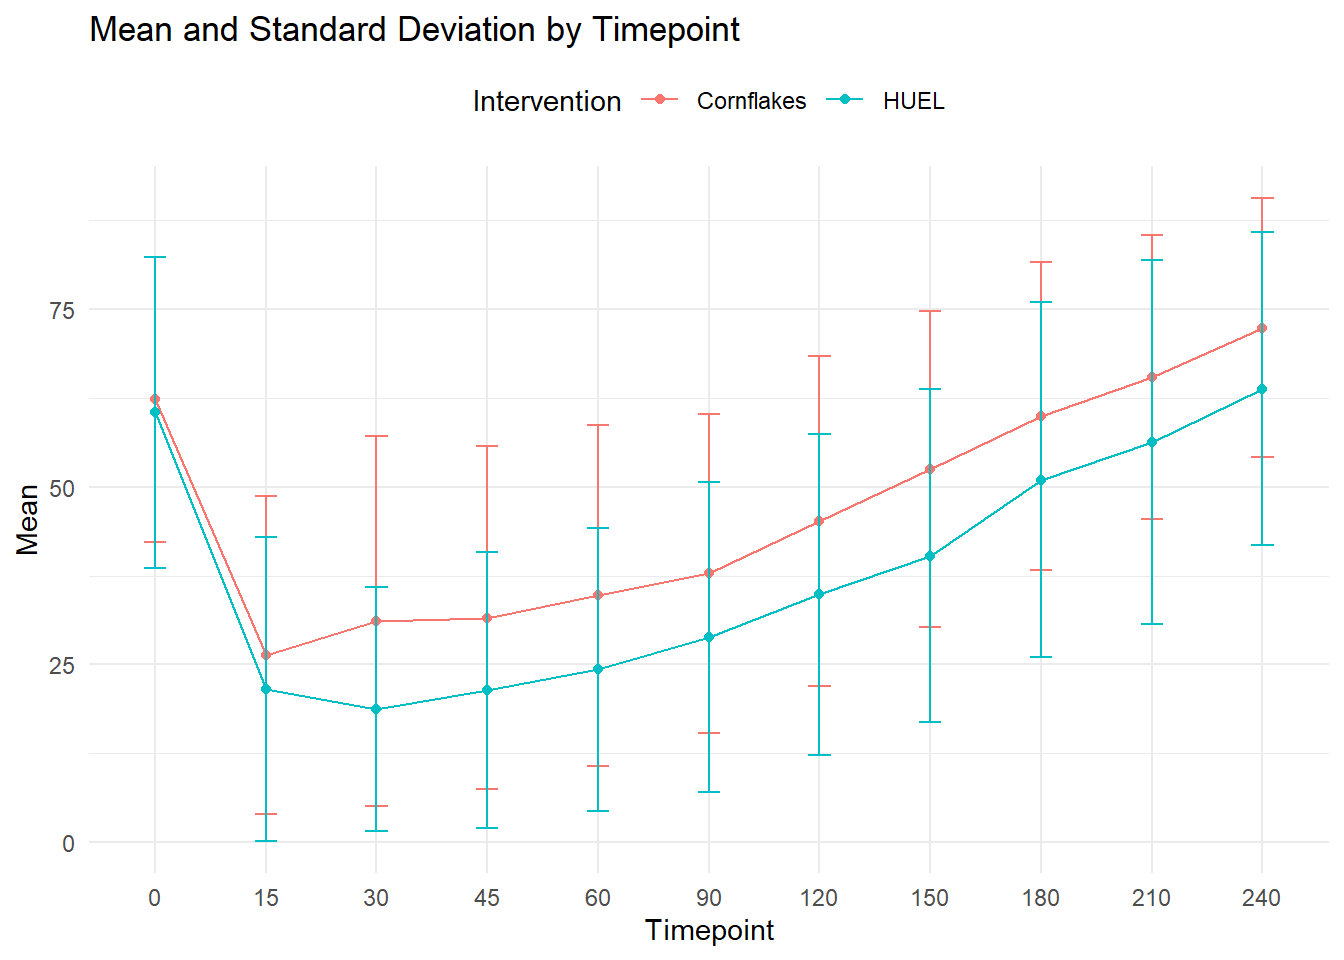 Mean and Standard Deviation by Timepoint
Intervention Cornflakes HUEL
75
50
25
0
Mean
0 15 30 45 60 90 120 150 180 210 240
Timepoint